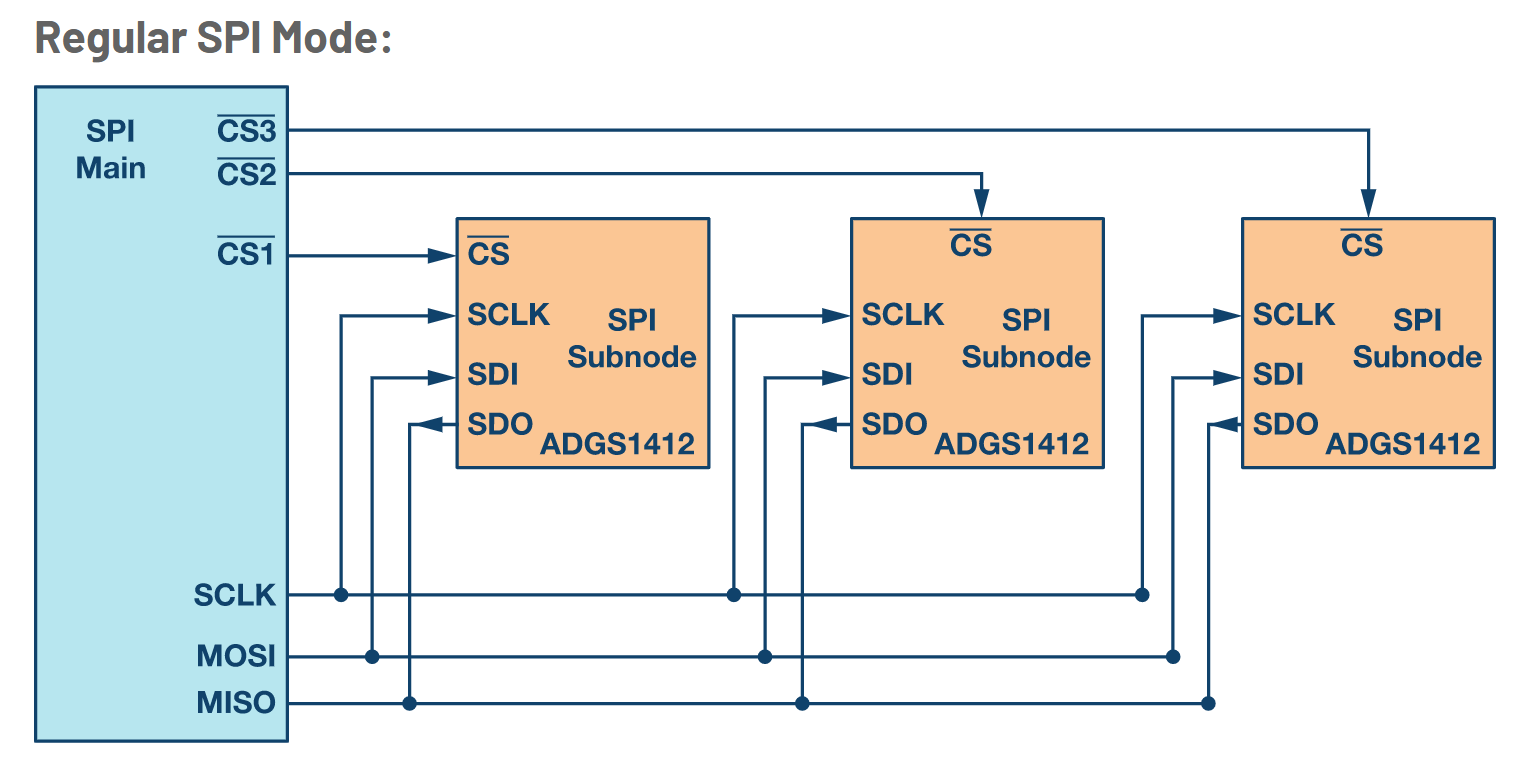 Regular SPI Mode:
SPI
Main
CS3
CS2
CS1
SCLK
MOSI
MISO
CS
SCLK
SDI
SDO
SPI
Subnode
ADGS1412
CS
SCLK
SDI
SDO
SPI
Subnode
ADGS1412
CS
SCLK
SDI
SDO
SPI
Subnode
ADGS1412